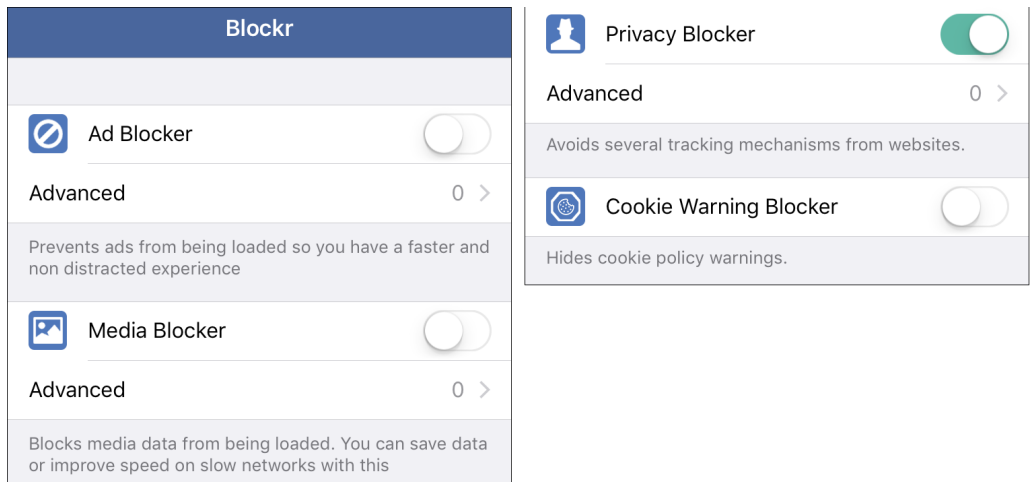 Blockr
Ad Blocker
Advanced 0
Prevents ads from being loaded so you have a faster and
non distracted experience
Media Blocker
Advanced 0
Blocks media data from being loaded. You can save data
or improve speed on slow networks with this
Privacy Blocker
Advanced 0
Avoids several tracking mechanisms from websites.
Cookie Warning Blocker
Hides cookie policy warnings.